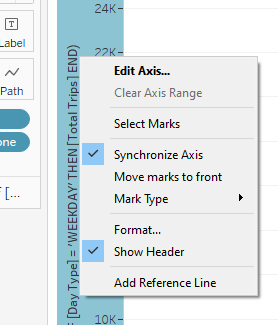 24K
Label
22K
Path
one
[...
F [Day Type] = 'WEEKDAY' THEN [Total Trips] END)
Edit Axis...
Clear Axis Range
Select Marks
Synchronize Axis
Move marks to front
Mark Type
Format...
Show Header
Add Reference Line
10K